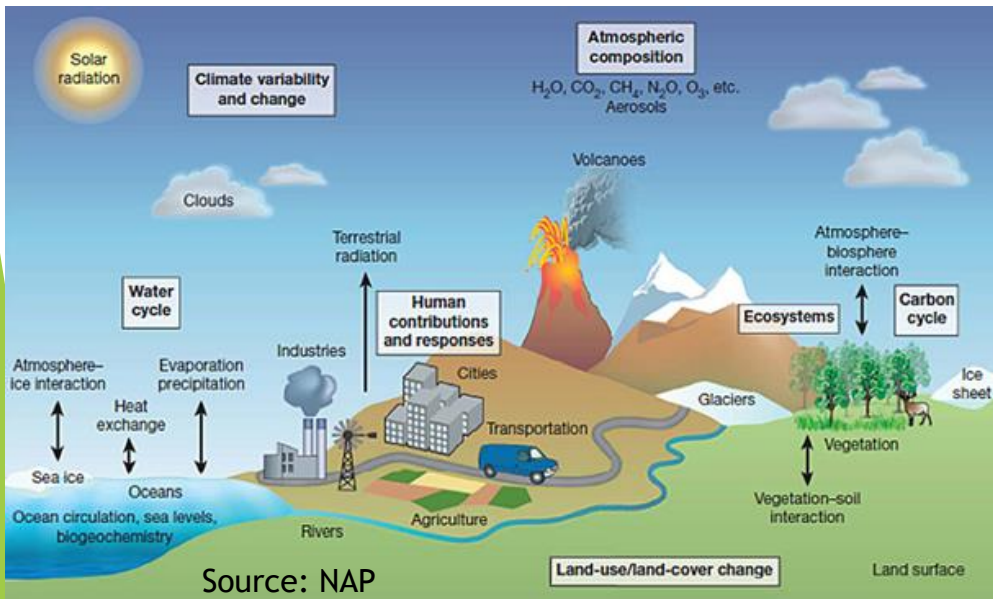 Solar
radiation
Climate variability
and change
Atmospheric
composition
H₂O, CO₂, CH₄, N₂O, O₃, etc.
Aerosols
Volcanoes
Clouds
Terrestrial
radiation
Atmosphere–
biosphere
interaction
Water
cycle
Human
contributions
and responses
Ecosystems
Carbon
cycle
Industries
Cities
Atmosphere–
ice interaction
Evaporation
precipitation
Heat
exchange
Glaciers
Ice
sheet
Transportation
Vegetation
Sea ice
Oceans
Ocean circulation, sea levels,
biogeochemistry
Rivers
Agriculture
Vegetation–soil
interaction
Land-use/land-cover change
Land surface
Source: NAP